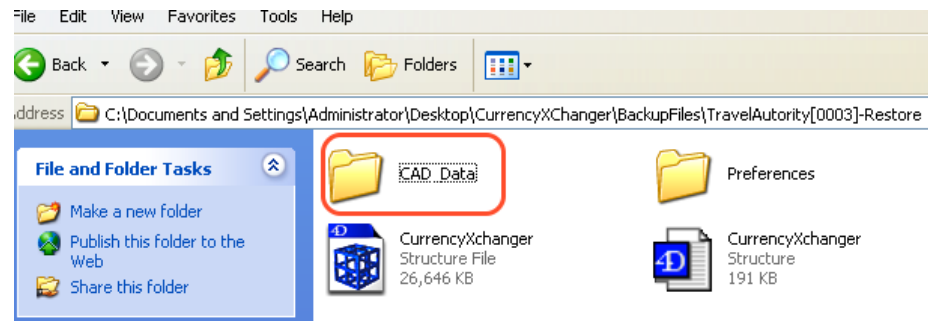 File Edit View Favorites Tools Help
Back Search Folders
Address C:\Documents and Settings\Administrator\Desktop\CurrencyXChanger\BackupFiles\TravelAutority[0003]-Restore
File and Folder Tasks
Make a new folder
Publish this folder to the
Web
Share this folder
CAD_Data
Preferences
4D
CurrencyXchanger
Structure File
26,646 KB
4D
CurrencyXchanger
Structure
191 KB